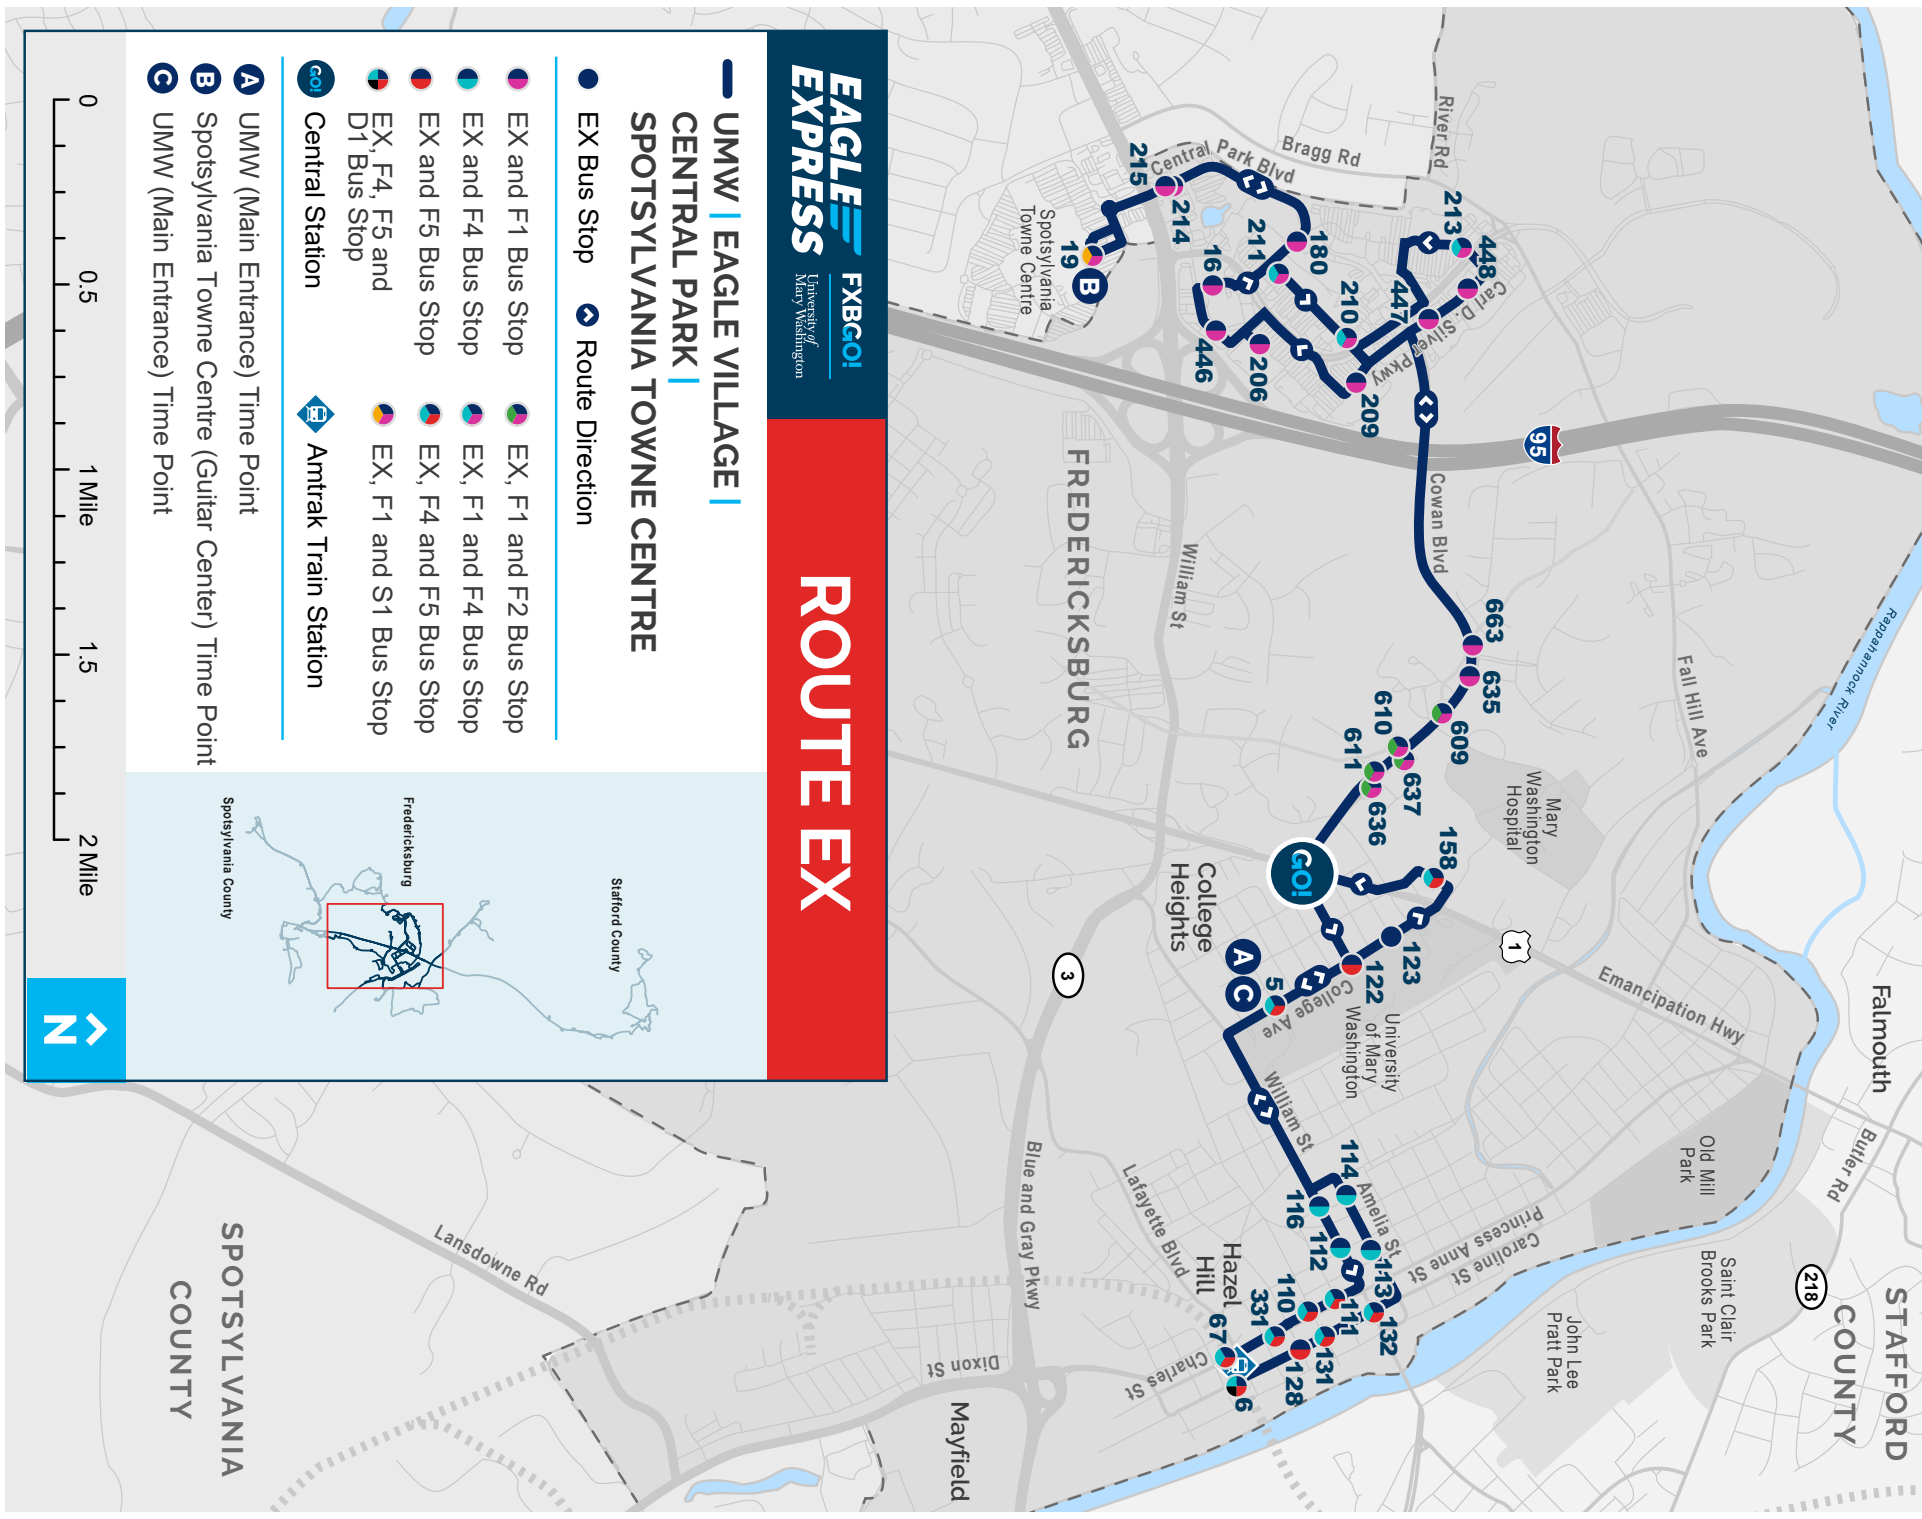 EAGLE
EXPRESS
FXBGO!
University of
Mary Washington
ROUTE EX
UMW | EAGLE VILLAGE |
CENTRAL PARK |
SPOTSYLVANIA TOWNE CENTRE
EX Bus Stop
Route Direction
EX and F1 Bus Stop
EX and F4 Bus Stop
EX and F5 Bus Stop
EX, F4, F5 and
D1 Bus Stop
EX, F1 and F2 Bus Stop
EX, F1 and F4 Bus Stop
EX, F4 and F5 Bus Stop
EX, F1 and S1 Bus Stop
GO!
Central Station
Amtrak Train Station
A UMW (Main Entrance) Time Point
B Spotsylvania Towne Centre (Guitar Center) Time Point
C UMW (Main Entrance) Time Point
0 0.5 1 Mile 1.5 2 Mile
Stafford County
Fredericksburg
Spotsylvania County
N
River Rd
Bragg Rd
Central Park Blvd
Carl D. Silver Pkwy
213
448
447
180
211
210
215
214
16
446
206
209
19
B
Spotsylvania
Towne Centre
95
Cowan Blvd
William St
FREDERICKSBURG
Fall Hill Ave
Rappahannock River
663
635
609
610
637
611
636
Mary
Washington
Hospital
158
GO!
123
122
College
Heights
A
C
5
College Ave
University
of Mary
Washington
1
3
Emancipation Hwy
Falmouth
Butler Rd
William St
Old Mill
Park
114
116
Amelia St
112
113
Princess Anne St
Caroline St
111
132
110
331
131
128
67
6
Hazel
Hill
Charles St
Lafayette Blvd
Blue and Gray Pkwy
Dixon St
Mayfield
Lansdowne Rd
SPOTSYLVANIA
COUNTY
Saint Clair
Brooks Park
John Lee
Pratt Park
218
STAFFORD
COUNTY